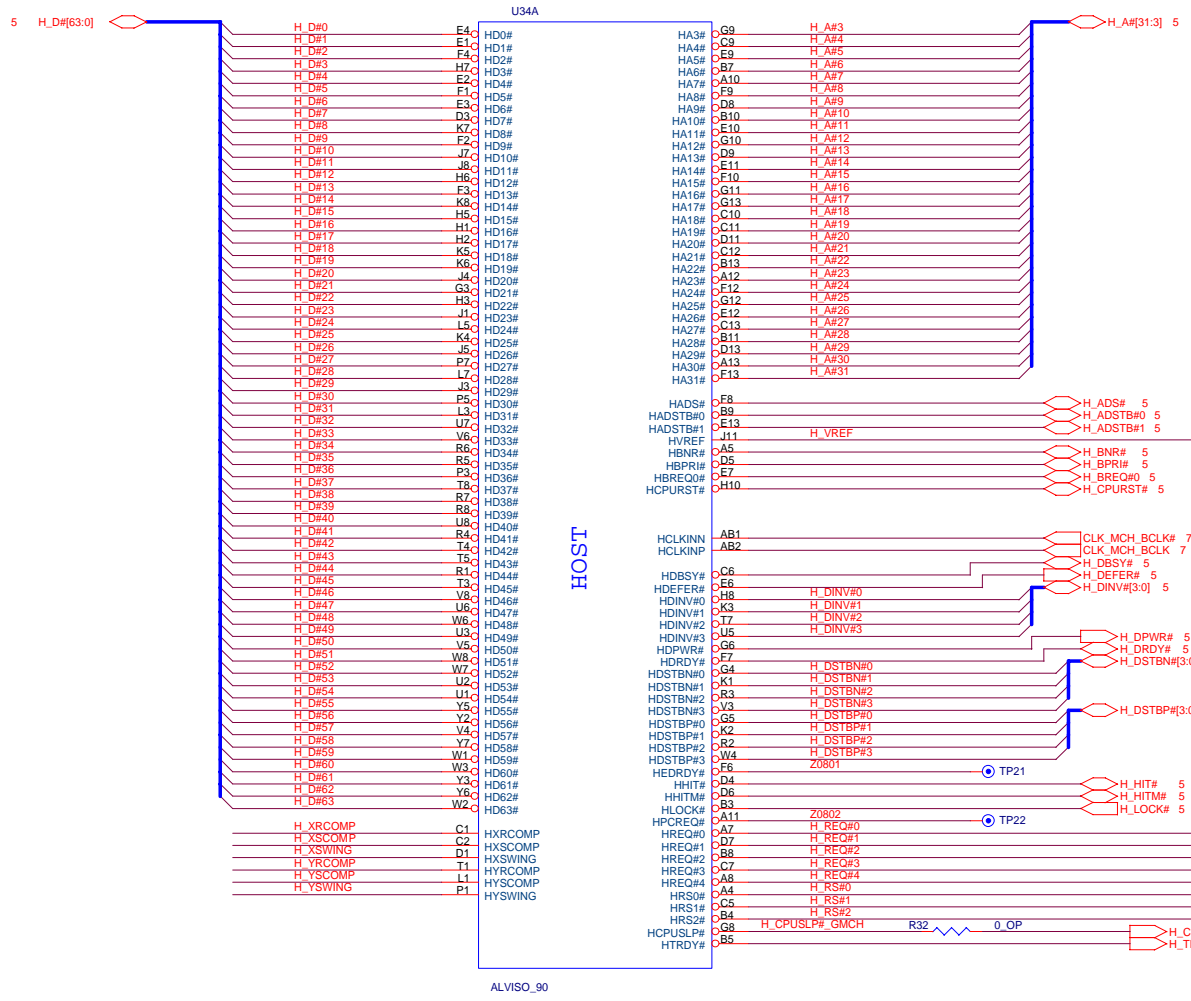 U34A
5 H_D#[63:0]
H_D#0 E4 HD0#
H_D#1 E1 HD1#
H_D#2 F4 HD2#
H_D#3 H7 HD3#
H_D#4 E2 HD4#
H_D#5 F1 HD5#
H_D#6 E3 HD6#
H_D#7 D3 HD7#
H_D#8 K7 HD8#
H_D#9 F2 HD9#
H_D#10 J7 HD10#
H_D#11 J8 HD11#
H_D#12 H6 HD12#
H_D#13 F3 HD13#
H_D#14 K8 HD14#
H_D#15 H5 HD15#
H_D#16 H1 HD16#
H_D#17 H2 HD17#
H_D#18 K5 HD18#
H_D#19 K6 HD19#
H_D#20 J4 HD20#
H_D#21 G3 HD21#
H_D#22 H3 HD22#
H_D#23 J1 HD23#
H_D#24 L5 HD24#
H_D#25 K4 HD25#
H_D#26 J5 HD26#
H_D#27 P7 HD27#
H_D#28 L7 HD28#
H_D#29 J3 HD29#
H_D#30 P5 HD30#
H_D#31 L3 HD31#
H_D#32 U7 HD32#
H_D#33 V6 HD33#
H_D#34 R6 HD34#
H_D#35 R5 HD35#
H_D#36 P3 HD36#
H_D#37 T8 HD37#
H_D#38 R7 HD38#
H_D#39 R8 HD39#
H_D#40 U8 HD40#
H_D#41 R4 HD41#
H_D#42 T4 HD42#
H_D#43 T5 HD43#
H_D#44 R1 HD44#
H_D#45 T3 HD45#
H_D#46 V8 HD46#
H_D#47 U6 HD47#
H_D#48 W6 HD48#
H_D#49 U3 HD49#
H_D#50 V5 HD50#
H_D#51 W8 HD51#
H_D#52 W7 HD52#
H_D#53 U2 HD53#
H_D#54 U1 HD54#
H_D#55 Y5 HD55#
H_D#56 Y2 HD56#
H_D#57 V4 HD57#
H_D#58 Y7 HD58#
H_D#59 W1 HD59#
H_D#60 W3 HD60#
H_D#61 Y3 HD61#
H_D#62 Y6 HD62#
H_D#63 W2 HD63#
H_XRCOMP C1 HXRCOMP
H_XSCOMP C2 HXSCOMP
H_XSWING D1 HXSWING
H_YRCOMP T1 HYRCOMP
H_YSCOMP L1 HYSCOMP
H_YSWING P1 HYSWING
HOST
H_A#[31:3] 5
HA3# G9 H_A#3
HA4# C9 H_A#4
HA5# E9 H_A#5
HA6# B7 H_A#6
HA7# A10 H_A#7
HA8# F9 H_A#8
HA9# D8 H_A#9
HA10# B10 H_A#10
HA11# E10 H_A#11
HA12# G10 H_A#12
HA13# D9 H_A#13
HA14# E11 H_A#14
HA15# F10 H_A#15
HA16# G11 H_A#16
HA17# G13 H_A#17
HA18# C10 H_A#18
HA19# C11 H_A#19
HA20# D11 H_A#20
HA21# C12 H_A#21
HA22# B13 H_A#22
HA23# A12 H_A#23
HA24# F12 H_A#24
HA25# G12 H_A#25
HA26# E12 H_A#26
HA27# C13 H_A#27
HA28# B11 H_A#28
HA29# D13 H_A#29
HA30# A13 H_A#30
HA31# F13 H_A#31
HADS# F8 H_ADS# 5
HADSTB#0 B9 H_ADSTB#0 5
HADSTB#1 E13 H_ADSTB#1 5
HVREF J11 H_VREF
HBNR# A5 H_BNR# 5
HBPRI# D5 H_BPRI# 5
HBREQ0# E7 H_BREQ#0 5
HCPURST# H10 H_CPURST# 5
HCLKINN AB1 CLK_MCH_BCLK# 7
HCLKINP AB2 CLK_MCH_BCLK 7
HDBSY# C6 H_DBSY# 5
HDEFER# E6 H_DEFER# 5
HDINV#0 H8 H_DINV#0 H_DINV#[3:0] 5
HDINV#1 K3 H_DINV#1
HDINV#2 T7 H_DINV#2
HDINV#3 U5 H_DINV#3
HDPWR# G6 H_DPWR# 5
HDRDY# F7 H_DRDY# 5
HDSTBN#0 G4 H_DSTBN#0 H_DSTBN#[3:0
HDSTBN#1 K1 H_DSTBN#1
HDSTBN#2 R3 H_DSTBN#2
HDSTBN#3 V3 H_DSTBN#3
HDSTBP#0 G5 H_DSTBP#0 H_DSTBP#[3:0
HDSTBP#1 K2 H_DSTBP#1
HDSTBP#2 R2 H_DSTBP#2
HDSTBP#3 W4 H_DSTBP#3
HEDRDY# F6 Z0801 TP21
HHIT# D4 H_HIT# 5
HHITM# D6 H_HITM# 5
HLOCK# B3 H_LOCK# 5
HPCREQ# A11 Z0802 TP22
HREQ#0 A7 H_REQ#0
HREQ#1 D7 H_REQ#1
HREQ#2 B8 H_REQ#2
HREQ#3 C7 H_REQ#3
HREQ#4 A8 H_REQ#4
HRS0# A4 H_RS#0
HRS1# C5 H_RS#1
HRS2# B4 H_RS#2
HCPUSLP# G8 H_CPUSLP#_GMCH R32 0_OP H_C
HTRDY# B5
ALVISO_90